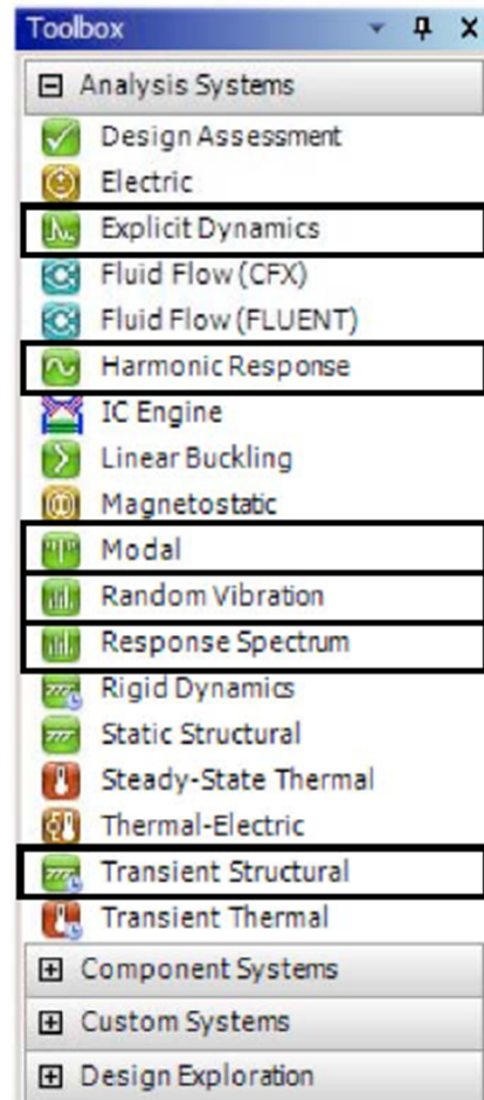 Toolbox
Analysis Systems
Design Assessment
Electric
Explicit Dynamics
Fluid Flow (CFX)
Fluid Flow (FLUENT)
Harmonic Response
IC Engine
Linear Buckling
Magnetostatic
Modal
Random Vibration
Response Spectrum
Rigid Dynamics
Static Structural
Steady-State Thermal
Thermal-Electric
Transient Structural
Transient Thermal
Component Systems
Custom Systems
Design Exploration